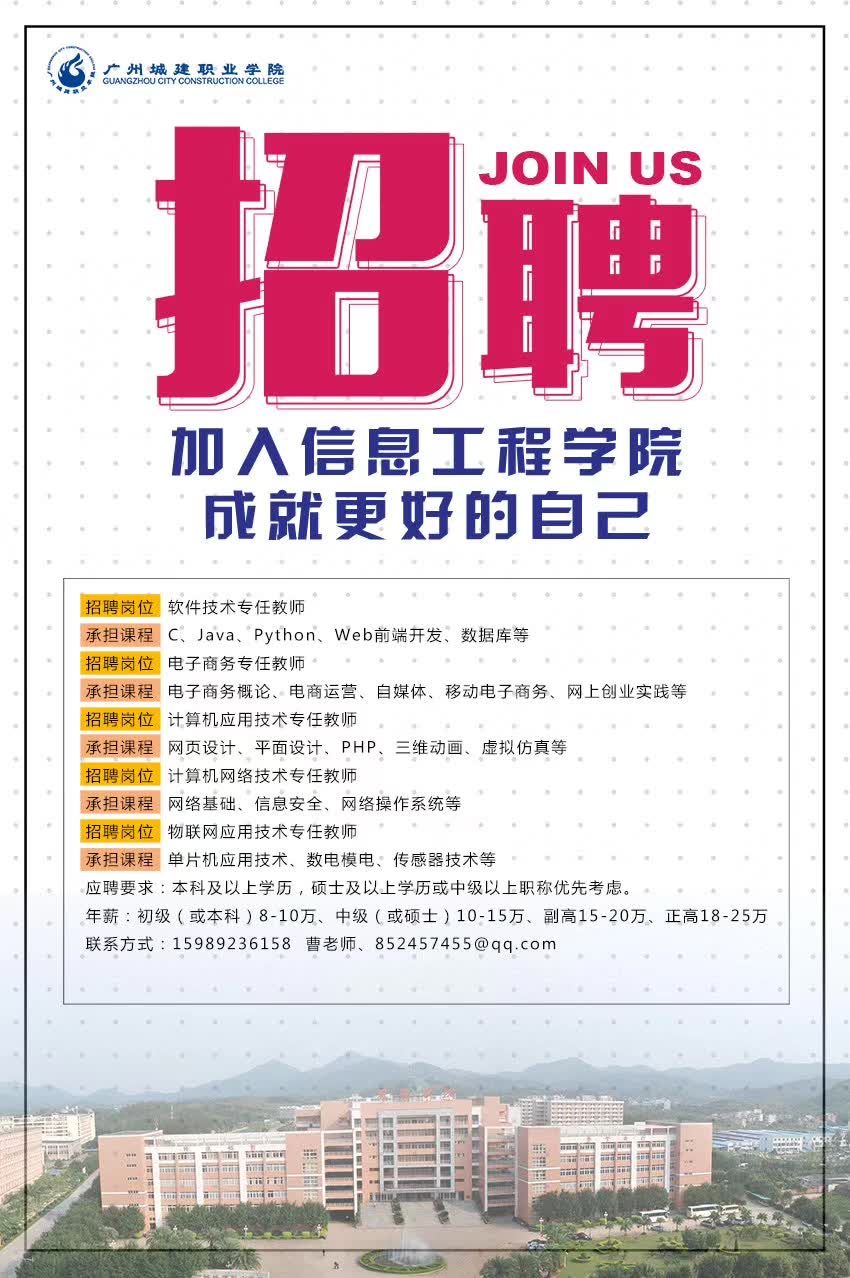 广州城建职业学院
GUANGZHOU CITY CONSTRUCTION COLLEGE
JOIN US
招聘
加入信息工程学院
成就更好的自己
招聘岗位 软件技术专任教师
承担课程 C、Java、Python、Web前端开发、数据库等
招聘岗位 电子商务专任教师
承担课程 电子商务概论、电商运营、自媒体、移动电子商务、网上创业实践等
招聘岗位 计算机应用技术专任教师
承担课程 网页设计、平面设计、PHP、三维动画、虚拟仿真等
招聘岗位 计算机网络技术专任教师
承担课程 网络基础、信息安全、网络操作系统等
招聘岗位 物联网应用技术专任教师
承担课程 单片机应用技术、数电模电、传感器技术等
应聘要求：本科及以上学历，硕士及以上学历或中级以上职称优先考虑。
年薪：初级（或本科）8-10万、中级（或硕士）10-15万、副高15-20万、正高18-25万
联系方式：15989236158 曹老师、852457455@qq.com